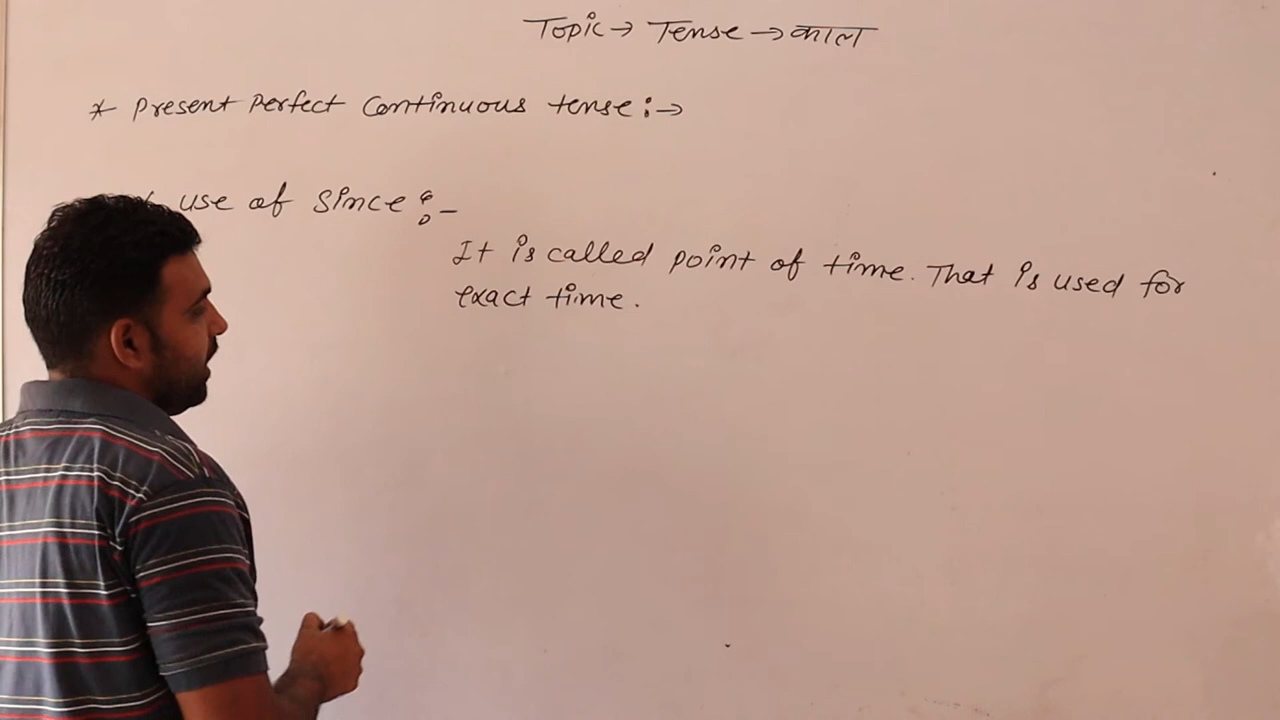 Topic → Tense → काल
* Present Perfect Continuous tense :→
use of since :-
It is called point of time. That is used for
exact time.